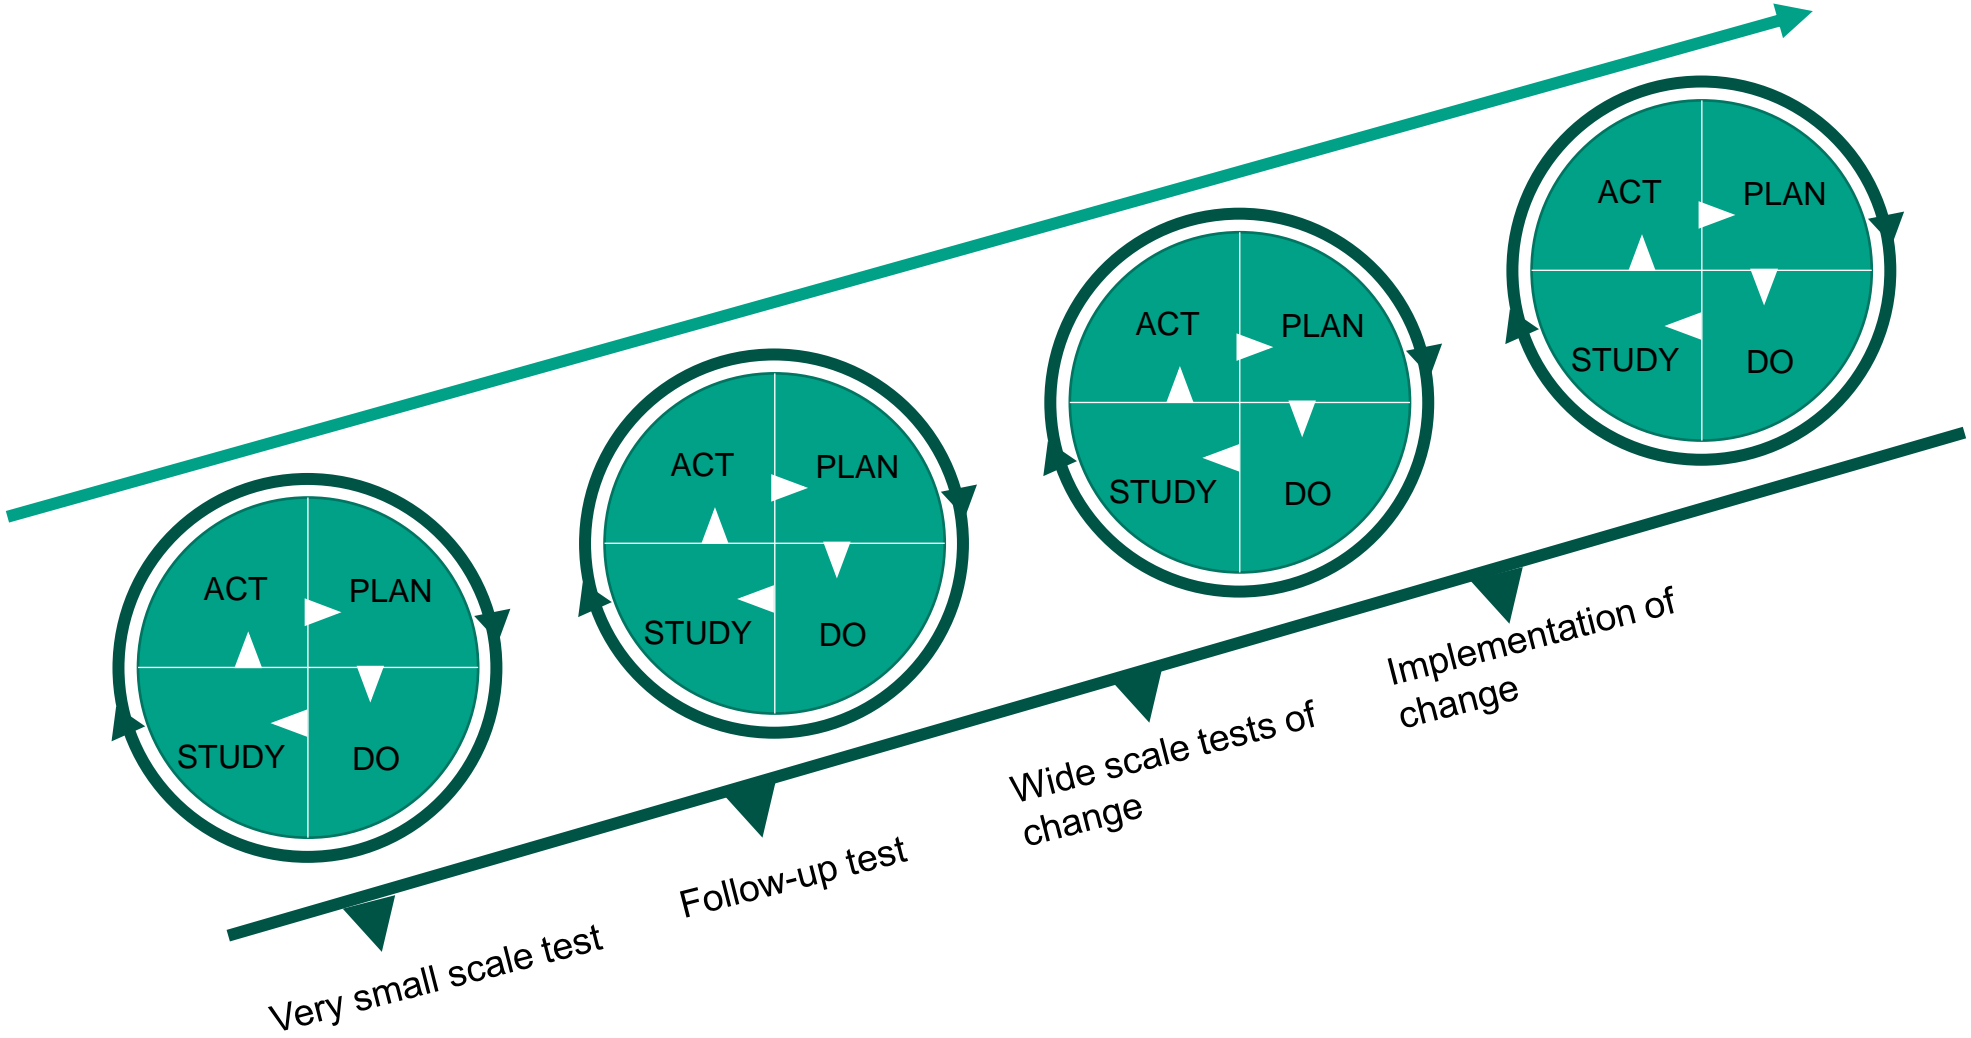 ACT
PLAN
STUDY
DO
ACT
PLAN
STUDY
DO
ACT
PLAN
STUDY
DO
ACT
PLAN
STUDY
DO
Very small scale test
Follow-up test
Wide scale tests of
change
Implementation of
change